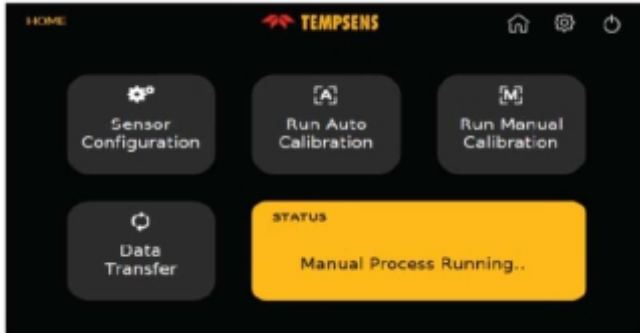 HOME
TEMPSENS
Sensor
Configuration
[A]
Run Auto
Calibration
[M]
Run Manual
Calibration
Data
Transfer
STATUS
Manual Process Running..